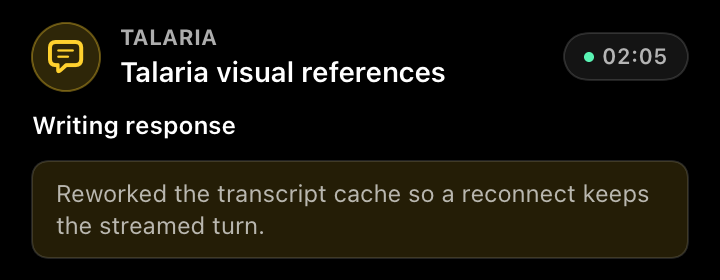 TALARIA
Talaria visual references
02:05
Writing response
Reworked the transcript cache so a reconnect keeps
the streamed turn.